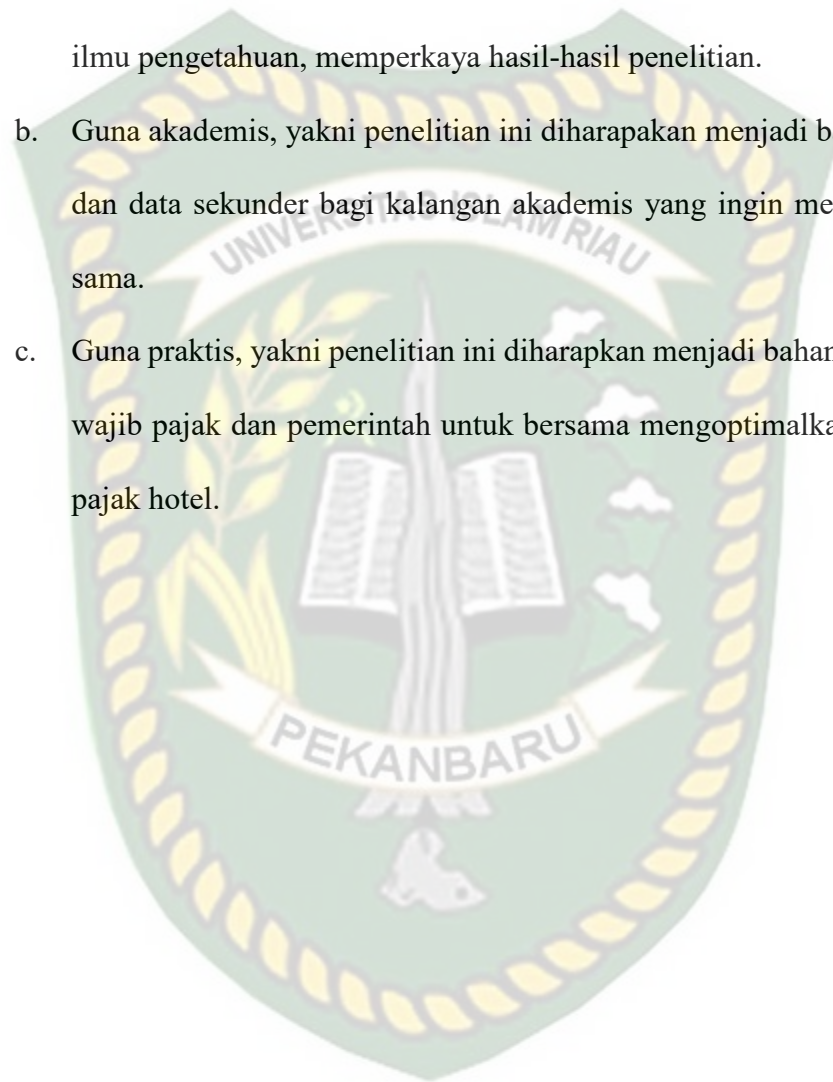 ilmu pengetahuan, memperkaya hasil-hasil penelitian.
b. Guna akademis, yakni penelitian ini diharapakan menjadi
dan data sekunder bagi kalangan akademis yang ingin
sama.
c. Guna praktis, yakni penelitian ini diharapkan menjadi bahan
wajib pajak dan pemerintah untuk bersama
pajak hotel.
UNIVERSITAS ISLAM RIAU
PEKANBARU